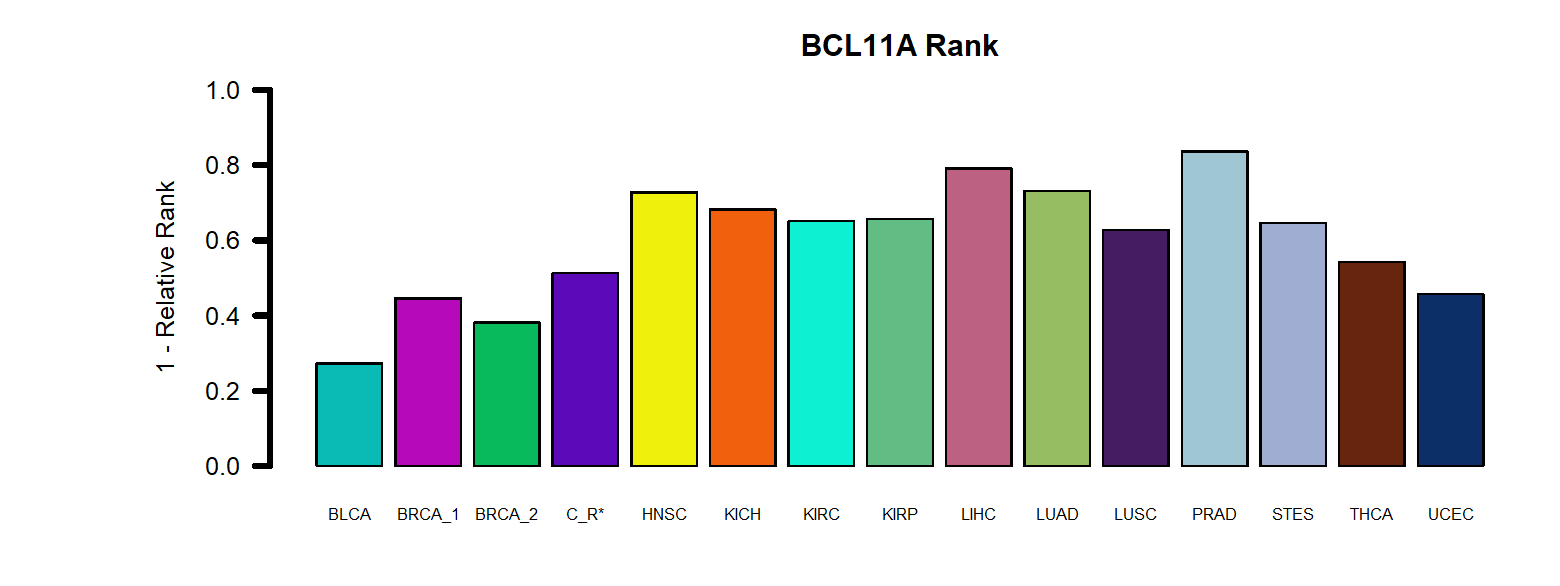 BCL11A Rank
1 - Relative Rank
1.0
0.8
0.6
0.4
0.2
0.0
BLCA BRCA_1 BRCA_2 C_R* HNSC KICH KIRC KIRP LIHC LUAD LUSC PRAD STES THCA UCEC